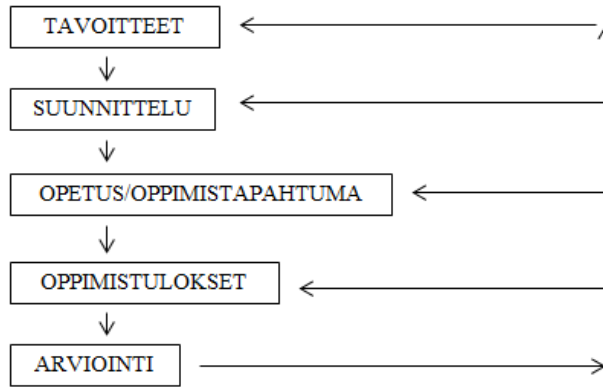 TAVOITTEET
SUUNNITTELU
OPETUS/OPPIMISTAPAHTUMA
OPPIMISTULOKSET
ARVIOINTI